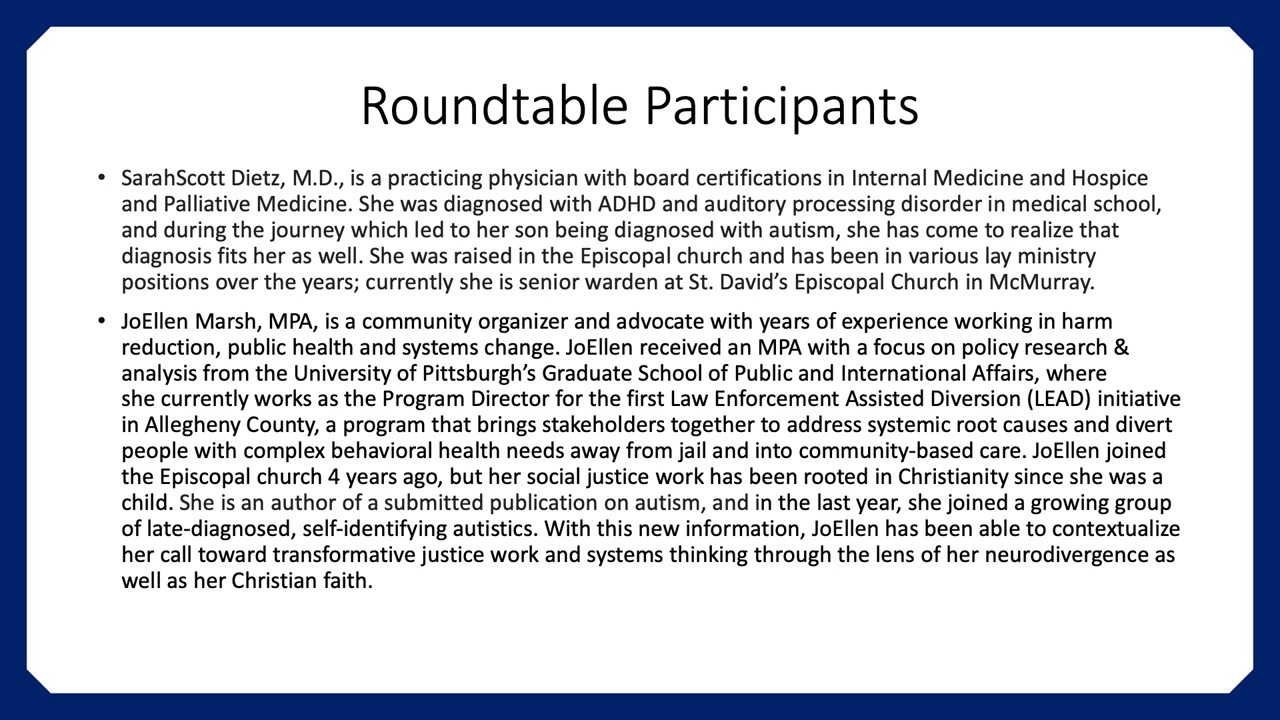 Roundtable Participants
• SarahScott Dietz, M.D., is a practicing physician with board certifications in Internal Medicine and Hospice
and Palliative Medicine. She was diagnosed with ADHD and auditory processing disorder in medical school,
and during the journey which led to her son being diagnosed with autism, she has come to realize that
diagnosis fits her as well. She was raised in the Episcopal church and has been in various lay ministry
positions over the years; currently she is senior warden at St. David’s Episcopal Church in McMurray.
• JoEllen Marsh, MPA, is a community organizer and advocate with years of experience working in harm
reduction, public health and systems change. JoEllen received an MPA with a focus on policy research &
analysis from the University of Pittsburgh’s Graduate School of Public and International Affairs, where
she currently works as the Program Director for the first Law Enforcement Assisted Diversion (LEAD) initiative
in Allegheny County, a program that brings stakeholders together to address systemic root causes and divert
people with complex behavioral health needs away from jail and into community-based care. JoEllen joined
the Episcopal church 4 years ago, but her social justice work has been rooted in Christianity since she was a
child. She is an author of a submitted publication on autism, and in the last year, she joined a growing group
of late-diagnosed, self-identifying autistics. With this new information, JoEllen has been able to contextualize
her call toward transformative justice work and systems thinking through the lens of her neurodivergence as
well as her Christian faith.